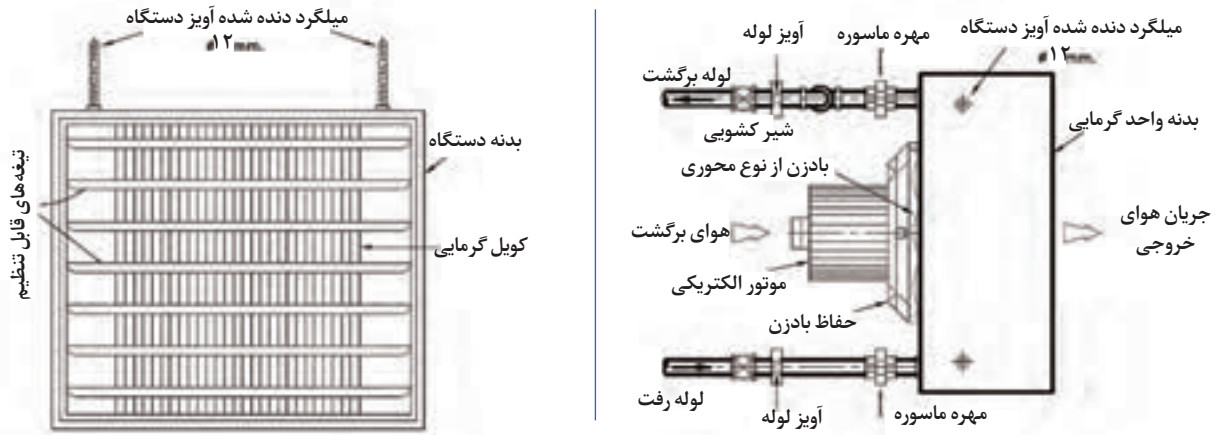 میلگرد دنده شده آویز دستگاه
ø۱۲mm.
آویز لوله
مهره ماسوره
لوله برگشت
شیر کشویی
بدنه واحد گرمایی
بادزن از نوع محوری
هوای برگشت
جریان هوای
خروجی
موتور الکتریکی
حفاظ بادزن
لوله رفت
آویز لوله
مهره ماسوره
میلگرد دنده شده آویز دستگاه
ø۱۲mm.
بدنه دستگاه
تیغه‌های قابل تنظیم
کویل گرمایی